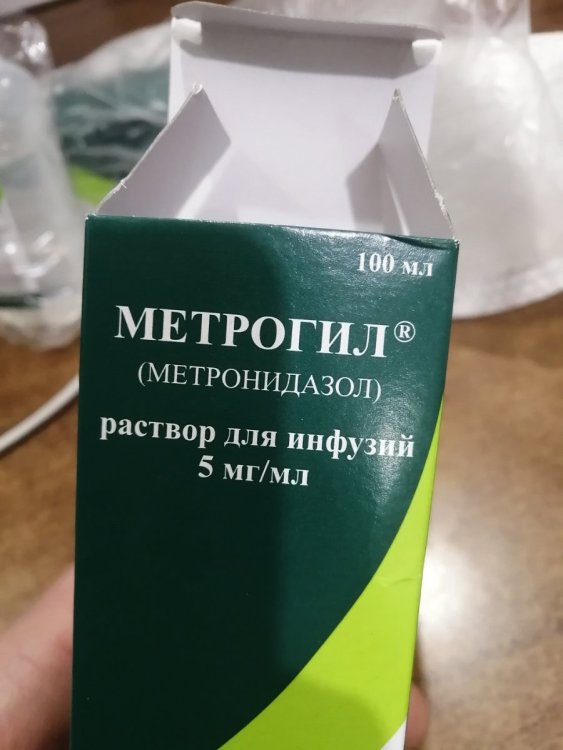 100 мл
МЕТРОГИЛ®
(МЕТРОНИДАЗОЛ)
раствор для инфузий
5 мг/мл